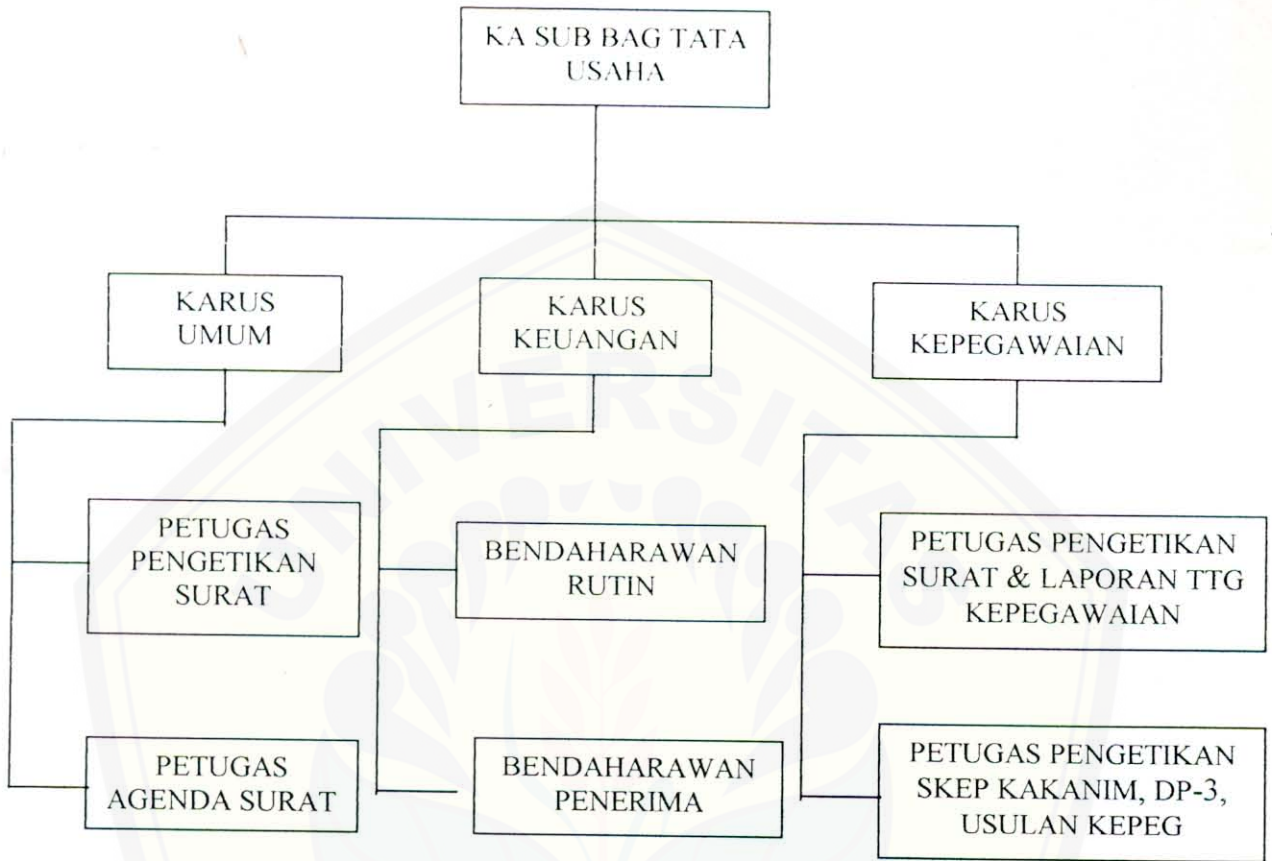 KA SUB BAG TATA
USAHA
KARUS
UMUM
KARUS
KEUANGAN
KARUS
KEPEGAWAIAN
PETUGAS
PENGETIKAN
SURAT
BENDAHARAWAN
RUTIN
PETUGAS PENGETIKAN
SURAT & LAPORAN TTG
KEPEGAWAIAN
PETUGAS
AGENDA SURAT
BENDAHARAWAN
PENERIMA
PETUGAS PENGETIKAN
SKEP KAKANIM, DP-3,
USULAN KEPEG
UNIVERSITAS